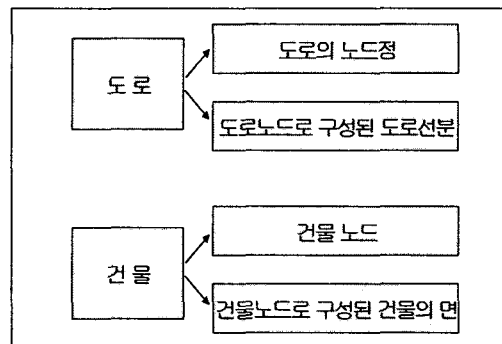 도로의 노드정
도 로
도로노드로 구성된 도로선분
건물 노드
건 물
건물노드로 구성된 건물의 면